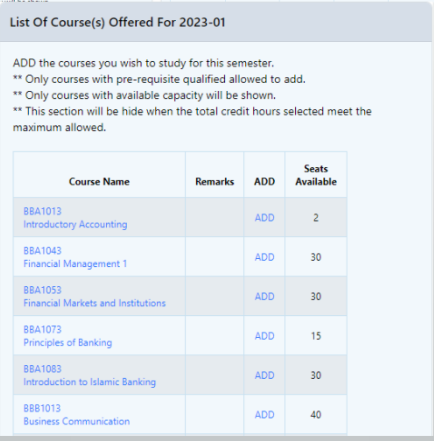 List Of Course(s) Offered For 2023-01
ADD the courses you wish to study for this semester.
** Only courses with pre-requisite qualified allowed to add.
** Only courses with available capacity will be shown.
** This section will be hide when the total credit hours selected meet the
maximum allowed.
Course Name Remarks ADD Seats Available
BBA1013
Introductory Accounting ADD 2
BBA1043
Financial Management 1 ADD 30
BBA1053
Financial Markets and Institutions ADD 30
BBA1073
Principles of Banking ADD 15
BBA1083
Introduction to Islamic Banking ADD 30
BBB1013
Business Communication ADD 40